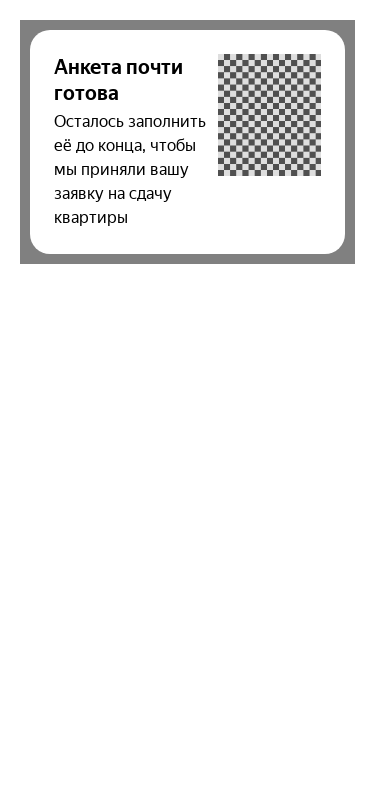 Анкета почти
готова
Осталось заполнить
её до конца, чтобы
мы приняли вашу
заявку на сдачу
квартиры